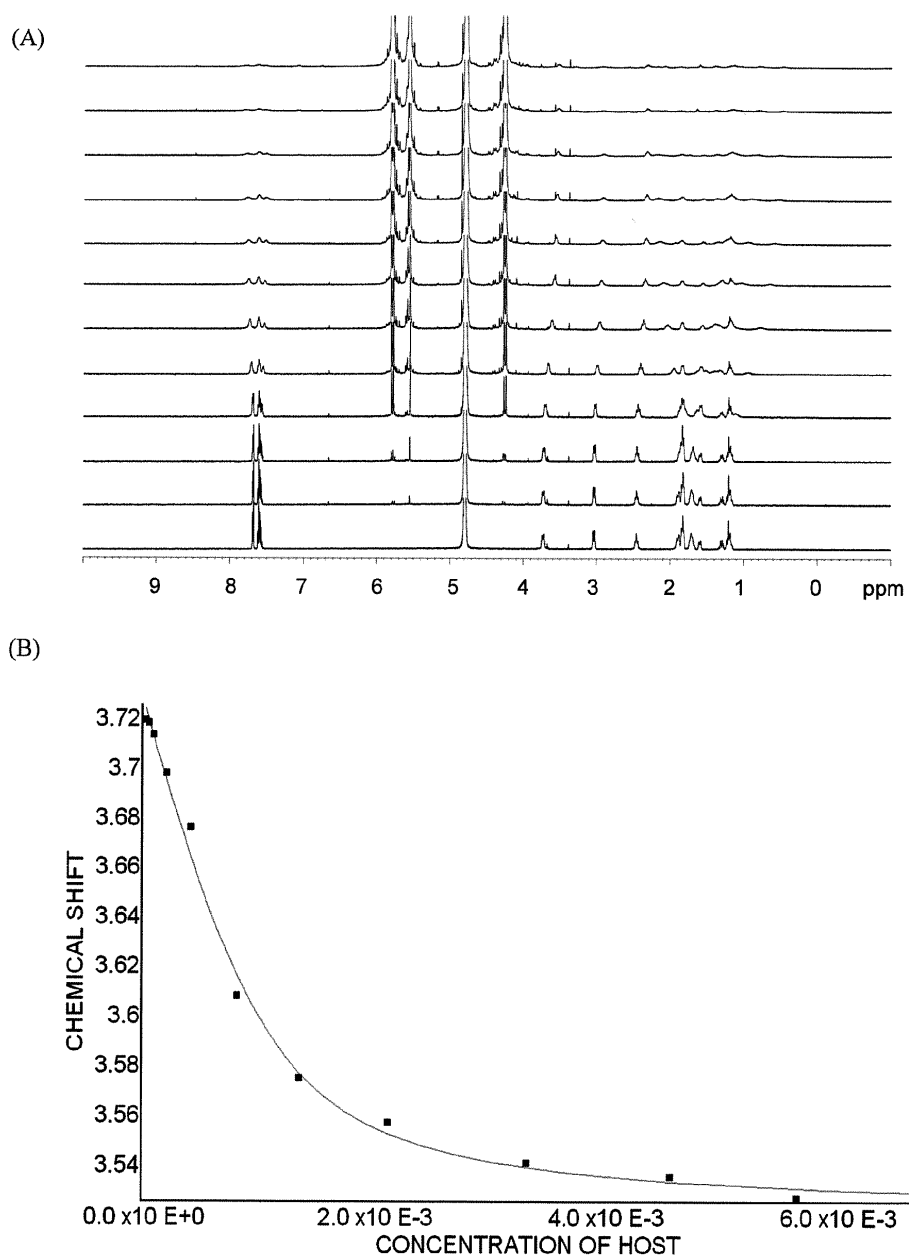 (A)
9 8 7 6 5 4 3 2 1 0 ppm
(B)
3.72
3.7
3.68
3.66
3.64
3.62
3.6
3.58
3.56
3.54
CHEMICAL SHIFT
0.0 x10 E+0 2.0 x10 E-3 4.0 x10 E-3 6.0 x10 E-3
CONCENTRATION OF HOST